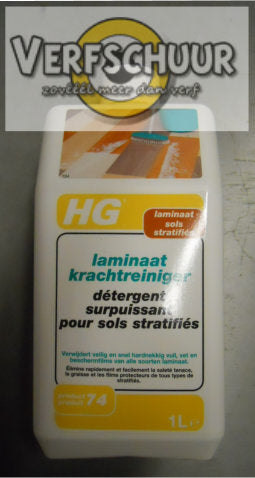 VERFSCHUUR
zoveel meer dan verf
HG
laminaat
sols
stratifiés
laminaat
krachtreiniger
détergent
surpuissant
pour sols stratifiés
Verwijdert veilig en snel hardnekkig vuil, vet en
beschermfilms van alle soorten laminaat.
Élimine rapidement et facilement la saleté tenace,
la graisse et les films protecteurs de tous types de
stratifiés.
product
produit 74
1L e